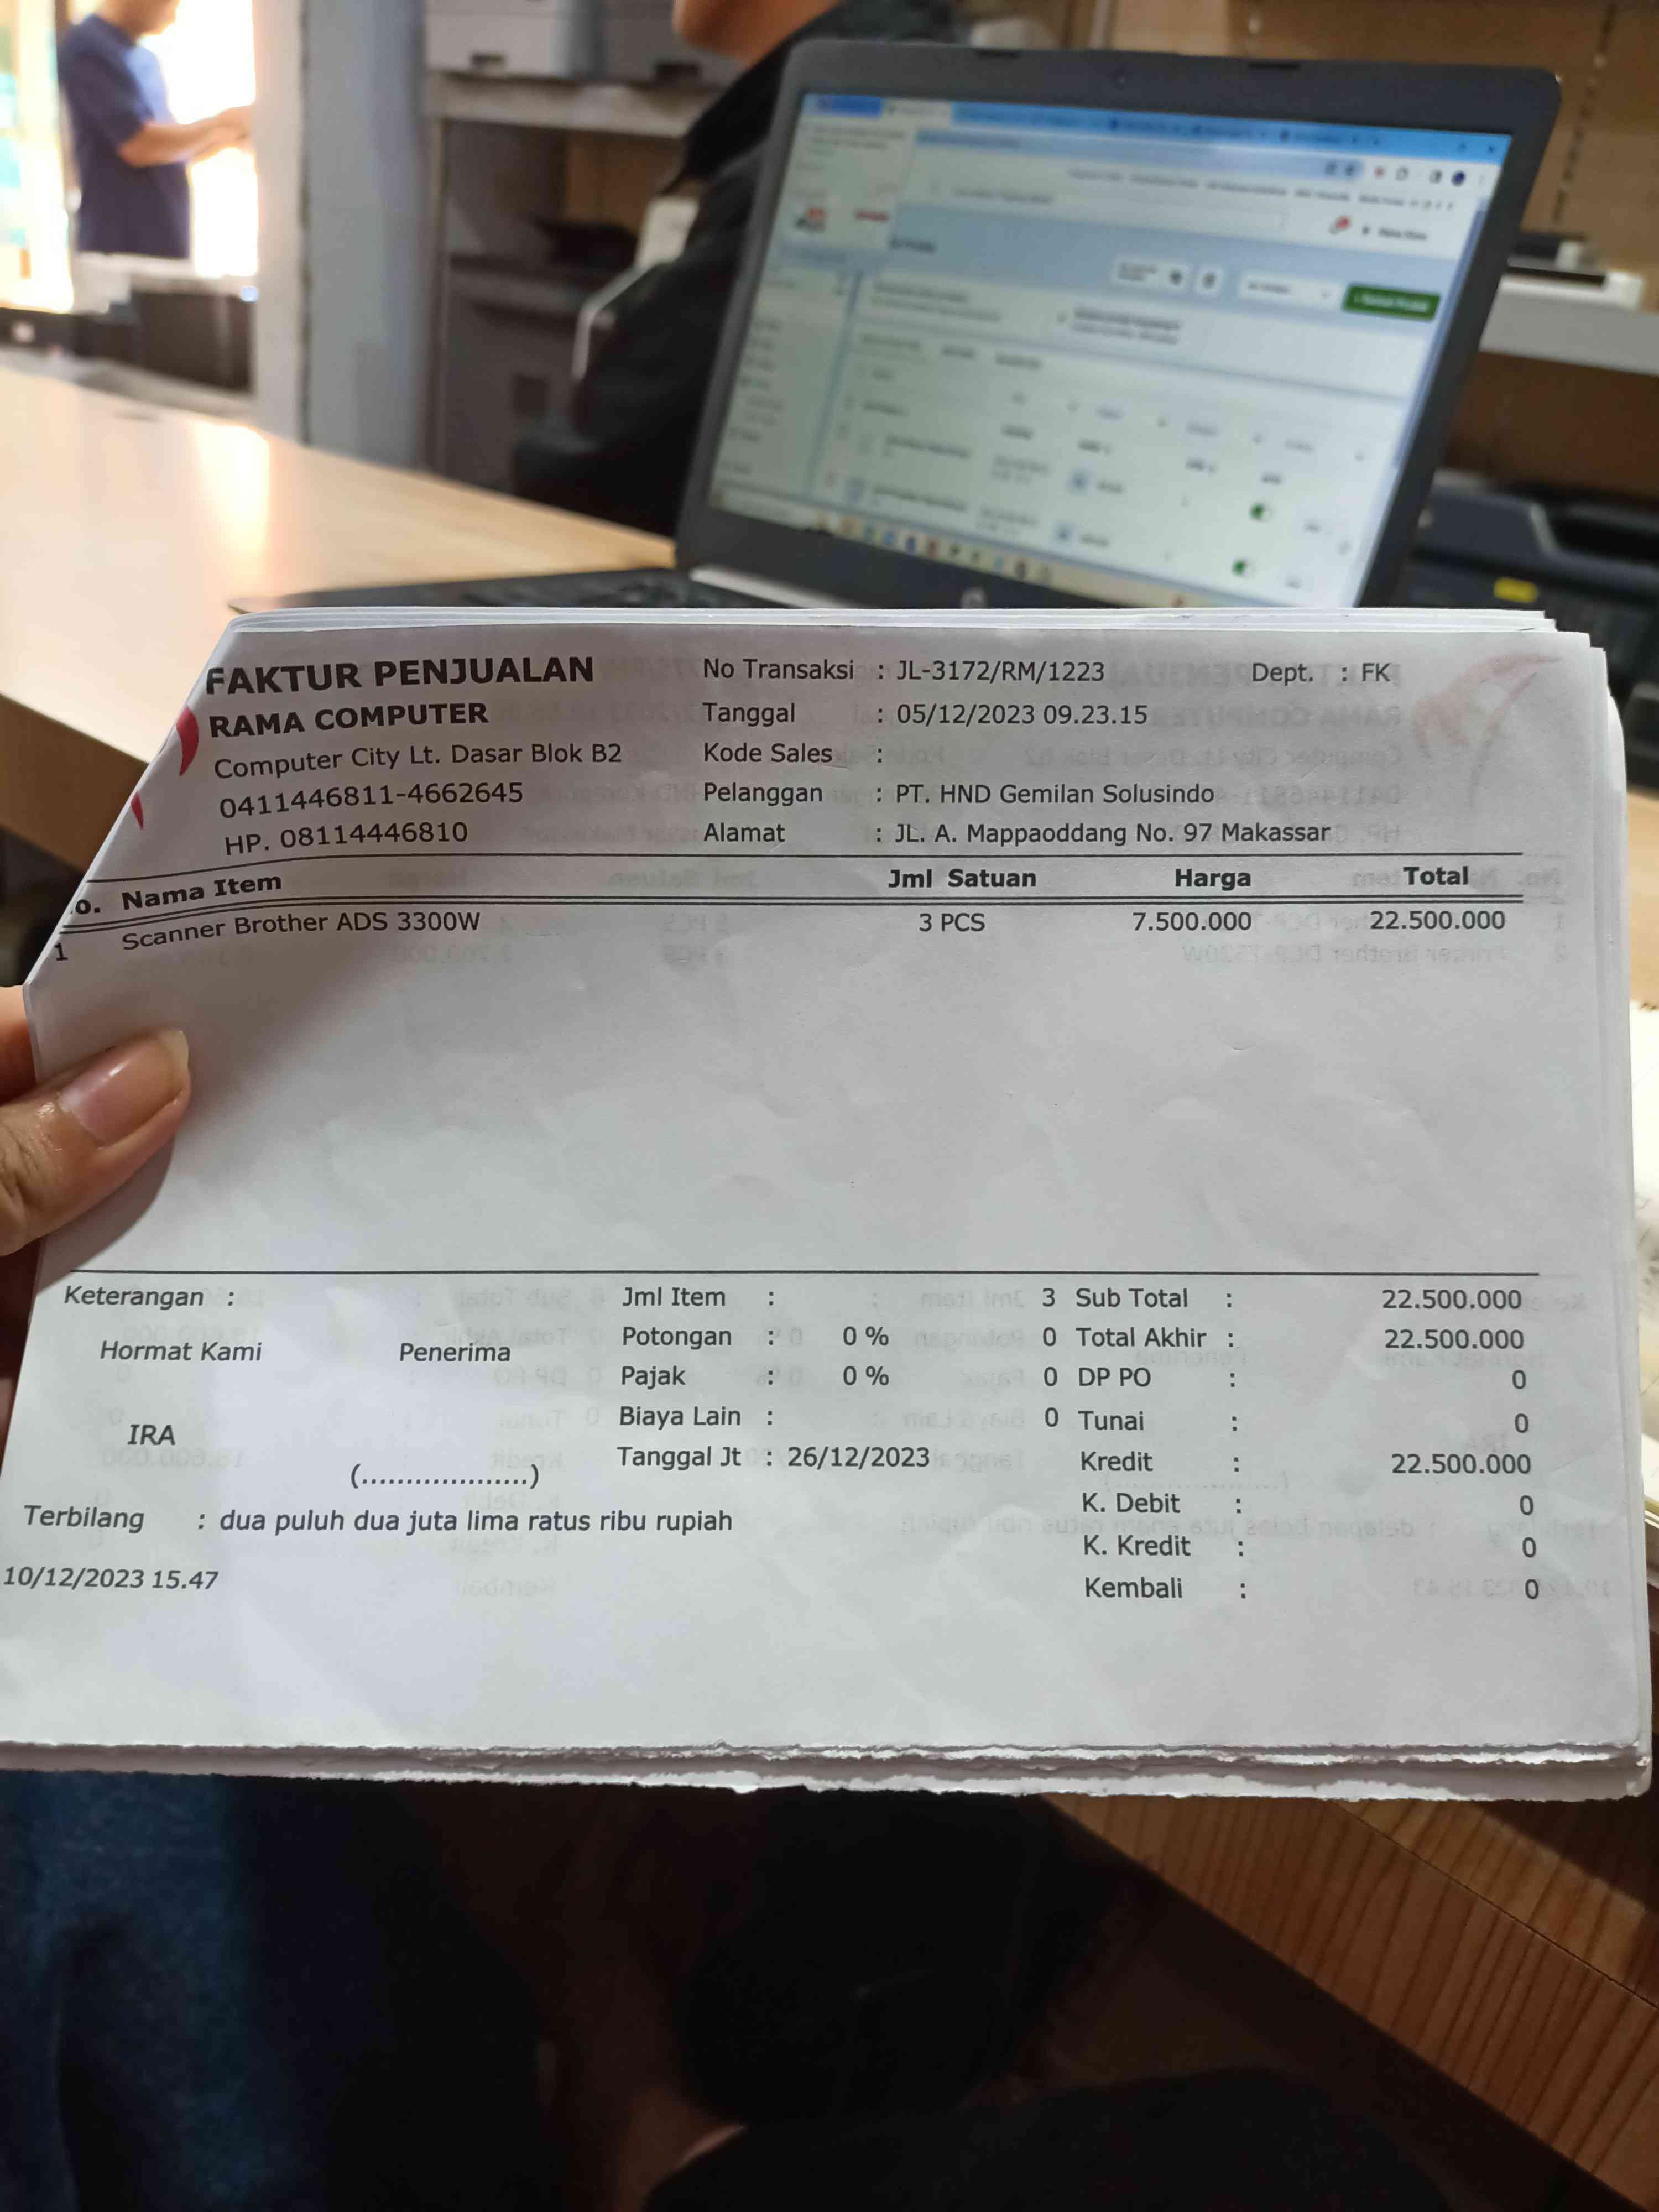 FAKTUR PENJUALAN
RAMA COMPUTER
Computer City Lt. Dasar Blok B2
0411446811-4662645
HP. 08114446810
No Transaksi : JL-3172/RM/1223 Dept. : FK
Tanggal : 05/12/2023 09.23.15
Kode Sales :
Pelanggan : PT. HND Gemilan Solusindo
Alamat : JL. A. Mappaoddang No. 97 Makassar
o. Nama Item Jml Satuan Harga Total
1 Scanner Brother ADS 3300W 3 PCS 7.500.000 22.500.000
Keterangan :
Hormat Kami Penerima
IRA
(....................)
Jml Item : 3
Potongan : 0 % 0
Pajak : 0 % 0
Biaya Lain : 0
Tanggal Jt : 26/12/2023
Sub Total : 22.500.000
Total Akhir : 22.500.000
DP PO : 0
Tunai : 0
Kredit : 22.500.000
K. Debit : 0
K. Kredit : 0
Kembali : 0
Terbilang : dua puluh dua juta lima ratus ribu rupiah
10/12/2023 15.47